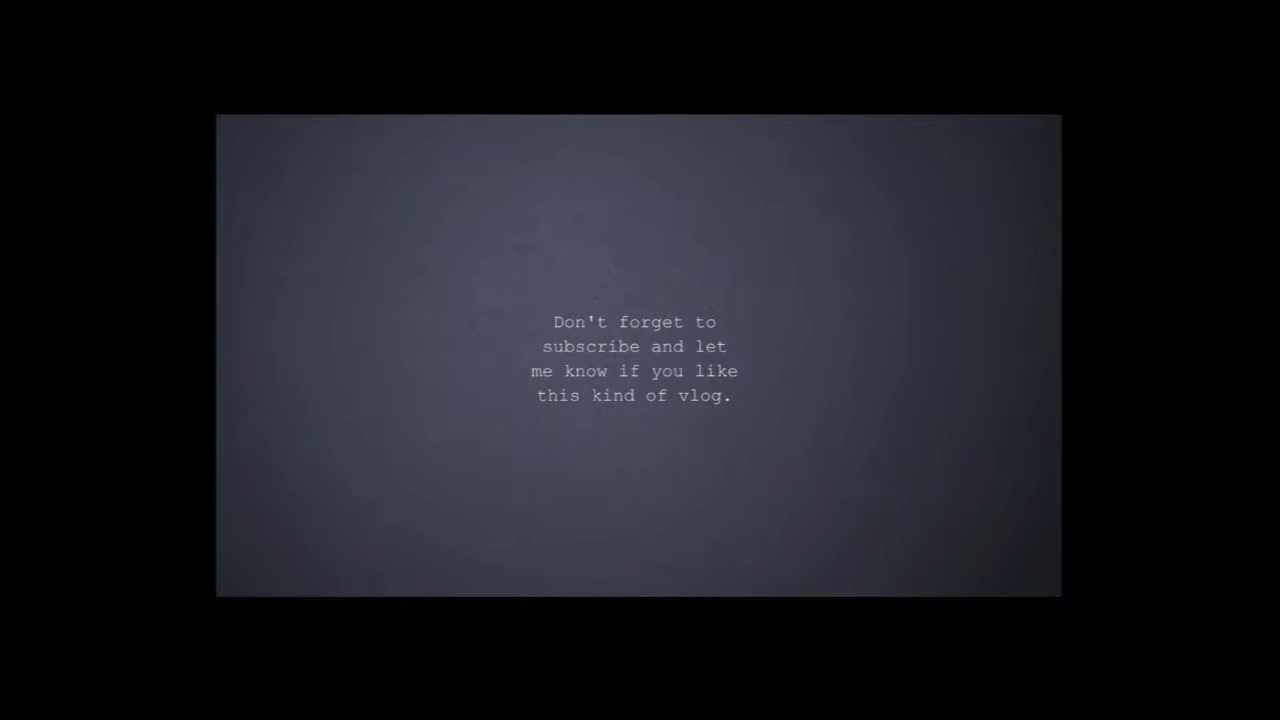 Don't forget to
subscribe and let
me know if you like
this kind of vlog.